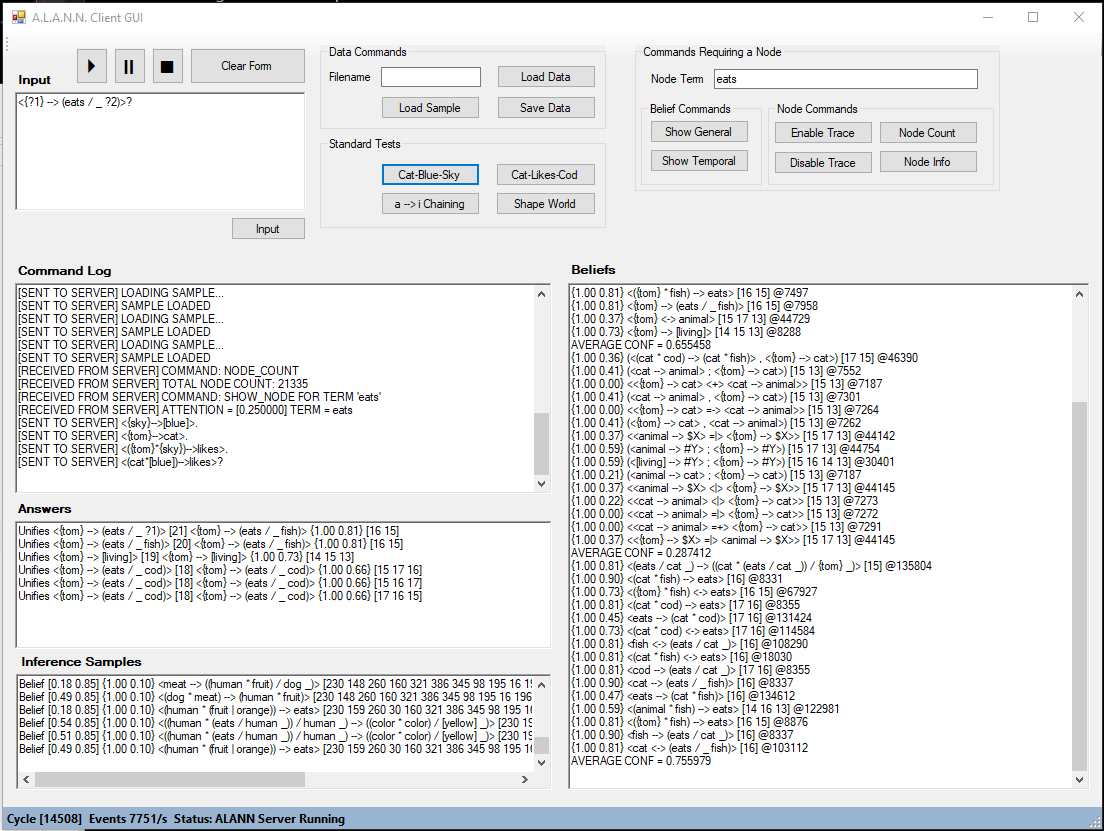 A.L.A.N.N. Client GUI
Input
Clear Form
<{?1} --> (eats / _ ?2)>?
Input
Data Commands
Filename
Load Data
Load Sample
Save Data
Standard Tests
Cat-Blue-Sky
Cat-Likes-Cod
a --> i Chaining
Shape World
Commands Requiring a Node
Node Term
eats
Belief Commands
Show General
Show Temporal
Node Commands
Enable Trace
Node Count
Disable Trace
Node Info
Command Log
[SENT TO SERVER] LOADING SAMPLE...
[SENT TO SERVER] SAMPLE LOADED
[SENT TO SERVER] LOADING SAMPLE...
[SENT TO SERVER] SAMPLE LOADED
[SENT TO SERVER] LOADING SAMPLE...
[SENT TO SERVER] SAMPLE LOADED
[RECEIVED FROM SERVER] COMMAND: NODE_COUNT
[RECEIVED FROM SERVER] TOTAL NODE COUNT: 21335
[RECEIVED FROM SERVER] COMMAND: SHOW_NODE FOR TERM 'eats'
[RECEIVED FROM SERVER] ATTENTION = [0.250000] TERM = eats
[SENT TO SERVER] <{sky}-->[blue]>.
[SENT TO SERVER] <{tom}-->cat>.
[SENT TO SERVER] <({tom}*{sky})-->likes>.
[SENT TO SERVER] <(cat*[blue])-->likes>?
Answers
Unifies <{tom} --> (eats / _ ?1)> [21] <{tom} --> (eats / _ fish)> {1.00 0.81} [16 15]
Unifies <{tom} --> (eats / _ fish)> [20] <{tom} --> (eats / _ fish)> {1.00 0.81} [16 15]
Unifies <{tom} --> [living]> [19] <{tom} --> [living]> {1.00 0.73} [14 15 13]
Unifies <{tom} --> (eats / _ cod)> [18] <{tom} --> (eats / _ cod)> {1.00 0.66} [15 17 16]
Unifies <{tom} --> (eats / _ cod)> [18] <{tom} --> (eats / _ cod)> {1.00 0.66} [15 16 17]
Unifies <{tom} --> (eats / _ cod)> [18] <{tom} --> (eats / _ cod)> {1.00 0.66} [17 16 15]
Inference Samples
Belief [0.18 0.85] {1.00 0.10} <meat --> ((human * fruit) / dog _)> [230 148 260 160 321 386 345 98 195 16 15
Belief [0.49 0.85] {1.00 0.10} <(dog * meat) --> (human * fruit)> [230 148 260 160 321 386 345 98 195 16 196
Belief [0.18 0.85] {1.00 0.10} <(human * (fruit | orange)) --> eats> [230 159 260 30 160 321 386 345 98 195 16
Belief [0.54 0.85] {1.00 0.10} <((human * (eats / human _)) / human _) --> ((color * color) / [yellow] _)> [230 19
Belief [0.51 0.85] {1.00 0.10} <((human * (eats / human _)) / human _) --> ((color * color) / [yellow] _)> [230 15
Belief [0.49 0.85] {1.00 0.10} <(human * (fruit | orange)) --> eats> [230 159 260 160 321 386 345 98 195 16
Beliefs
{1.00 0.81} <({tom} * fish) --> eats> [16 15] @7497
{1.00 0.81} <{tom} --> (eats / _ fish)> [16 15] @7958
{1.00 0.37} <{tom} <-> animal> [15 17 13] @44729
{1.00 0.73} <{tom} --> [living]> [14 15 13] @8288
AVERAGE CONF = 0.655458
{1.00 0.36} (<(cat * cod) --> (cat * fish)> , <{tom} --> cat>) [17 15] @46390
{1.00 0.41} (<cat --> animal> ; <{tom} --> cat>) [15 13] @7552
{1.00 0.00} <<{tom} --> cat> <+> <cat --> animal>> [15 13] @7187
{1.00 0.41} (<cat --> animal> , <{tom} --> cat>) [15 13] @7301
{1.00 0.00} <<{tom} --> cat> =-> <cat --> animal>> [15 13] @7264
{1.00 0.41} (<{tom} --> cat> , <cat --> animal>) [15 13] @7262
{1.00 0.37} <<animal --> $X> =|> <{tom} --> $X>> [15 17 13] @44142
{1.00 0.59} (<animal --> #Y> ; <{tom} --> #Y>) [15 17 13] @44754
{1.00 0.59} (<[living] --> #Y> ; <{tom} --> #Y>) [15 16 14 13] @30401
{1.00 0.21} (<animal --> cat> ; <{tom} --> cat>) [15 13] @7187
{1.00 0.37} <<animal --> $X> <|> <{tom} --> $X>> [15 17 13] @44145
{1.00 0.22} <<cat --> animal> <|> <{tom} --> cat>> [15 13] @7273
{1.00 0.00} <<cat --> animal> =|> <{tom} --> cat>> [15 13] @7272
{1.00 0.00} <<cat --> animal> =+> <{tom} --> cat>> [15 13] @7291
{1.00 0.37} <<{tom} --> $X> =|> <animal --> $X>> [15 17 13] @44145
AVERAGE CONF = 0.287412
{1.00 0.81} <(eats / cat _) --> ((cat * (eats / cat _)) / {tom} _)> [15] @135804
{1.00 0.90} <(cat * fish) --> eats> [16] @8331
{1.00 0.73} <({tom} * fish) <-> eats> [16 15] @67927
{1.00 0.81} <(cat * cod) --> eats> [17 16] @8355
{1.00 0.45} <eats --> (cat * cod)> [17 16] @131424
{1.00 0.73} <(cat * cod) <-> eats> [17 16] @114584
{1.00 0.81} <fish <-> (eats / cat _)> [16] @108290
{1.00 0.81} <(cat * fish) <-> eats> [16] @18030
{1.00 0.81} <cod --> (eats / cat _)> [17 16] @8355
{1.00 0.90} <cat --> (eats / _ fish)> [16] @8337
{1.00 0.47} <eats --> (cat * fish)> [16] @134612
{1.00 0.59} <(animal * fish) --> eats> [14 16 13] @122981
{1.00 0.81} <({tom} * fish) --> eats> [16 15] @8876
{1.00 0.90} <fish --> (eats / cat _)> [16] @8337
{1.00 0.81} <cat <-> (eats / _ fish)> [16] @103112
AVERAGE CONF = 0.755979
Cycle [14508] Events 7751/s Status: ALANN Server Running